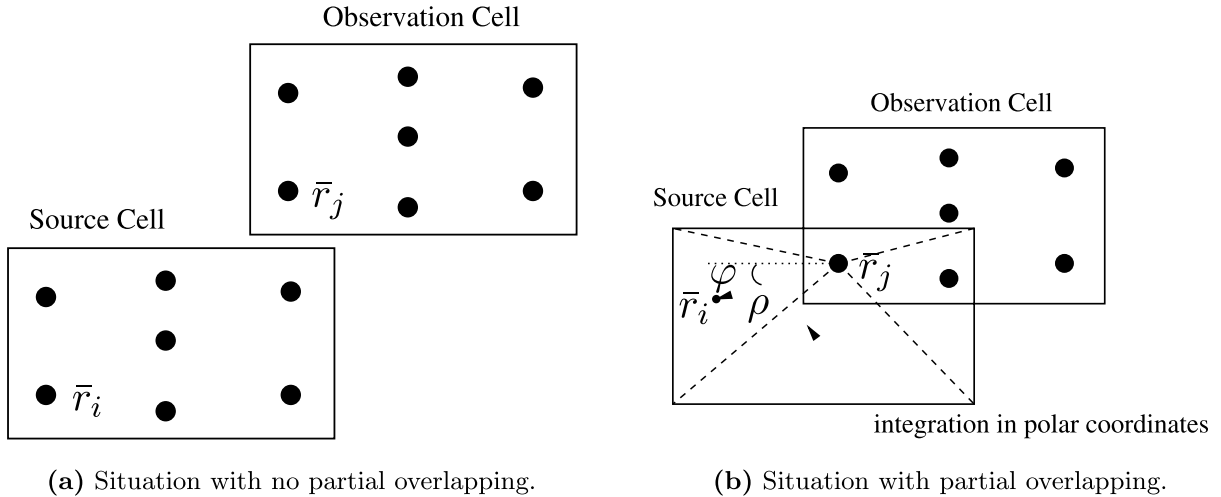 Observation Cell
r̄j
Source Cell
r̄i
(a) Situation with no partial overlapping.
Observation Cell
Source Cell
r̄j
φ
r̄i
ρ
integration in polar coordinates
(b) Situation with partial overlapping.